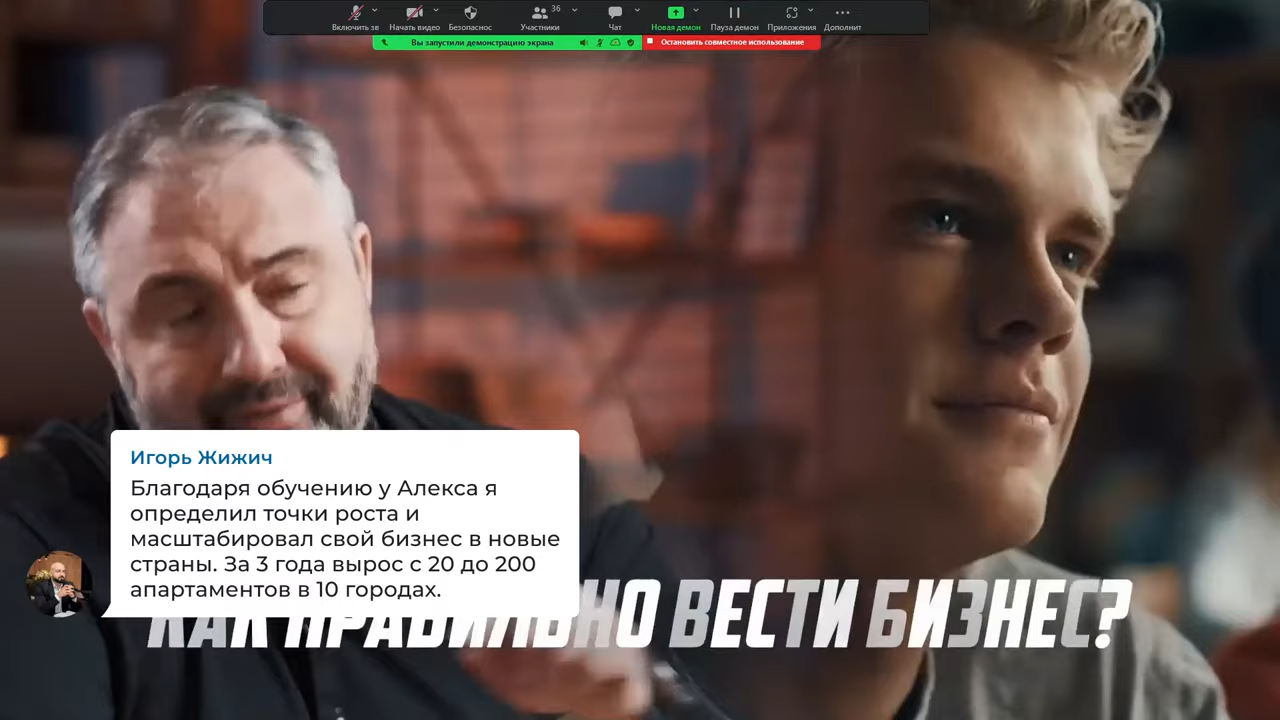 36
Включить зв
Начать видео
Безопаснос
Участники
Чат
Новая демон
Пауза демон
Приложения
Дополнит
Вы запустили демонстрацию экрана
Остановить совместное использование
Игорь Жижич
Благодаря обучению у Алекса я
определил точки роста и
масштабировал свой бизнес в новые
страны. За 3 года вырос с 20 до 200
апартаментов в 10 городах.
КАК ПРАВИЛЬНО ВЕСТИ БИЗНЕС?